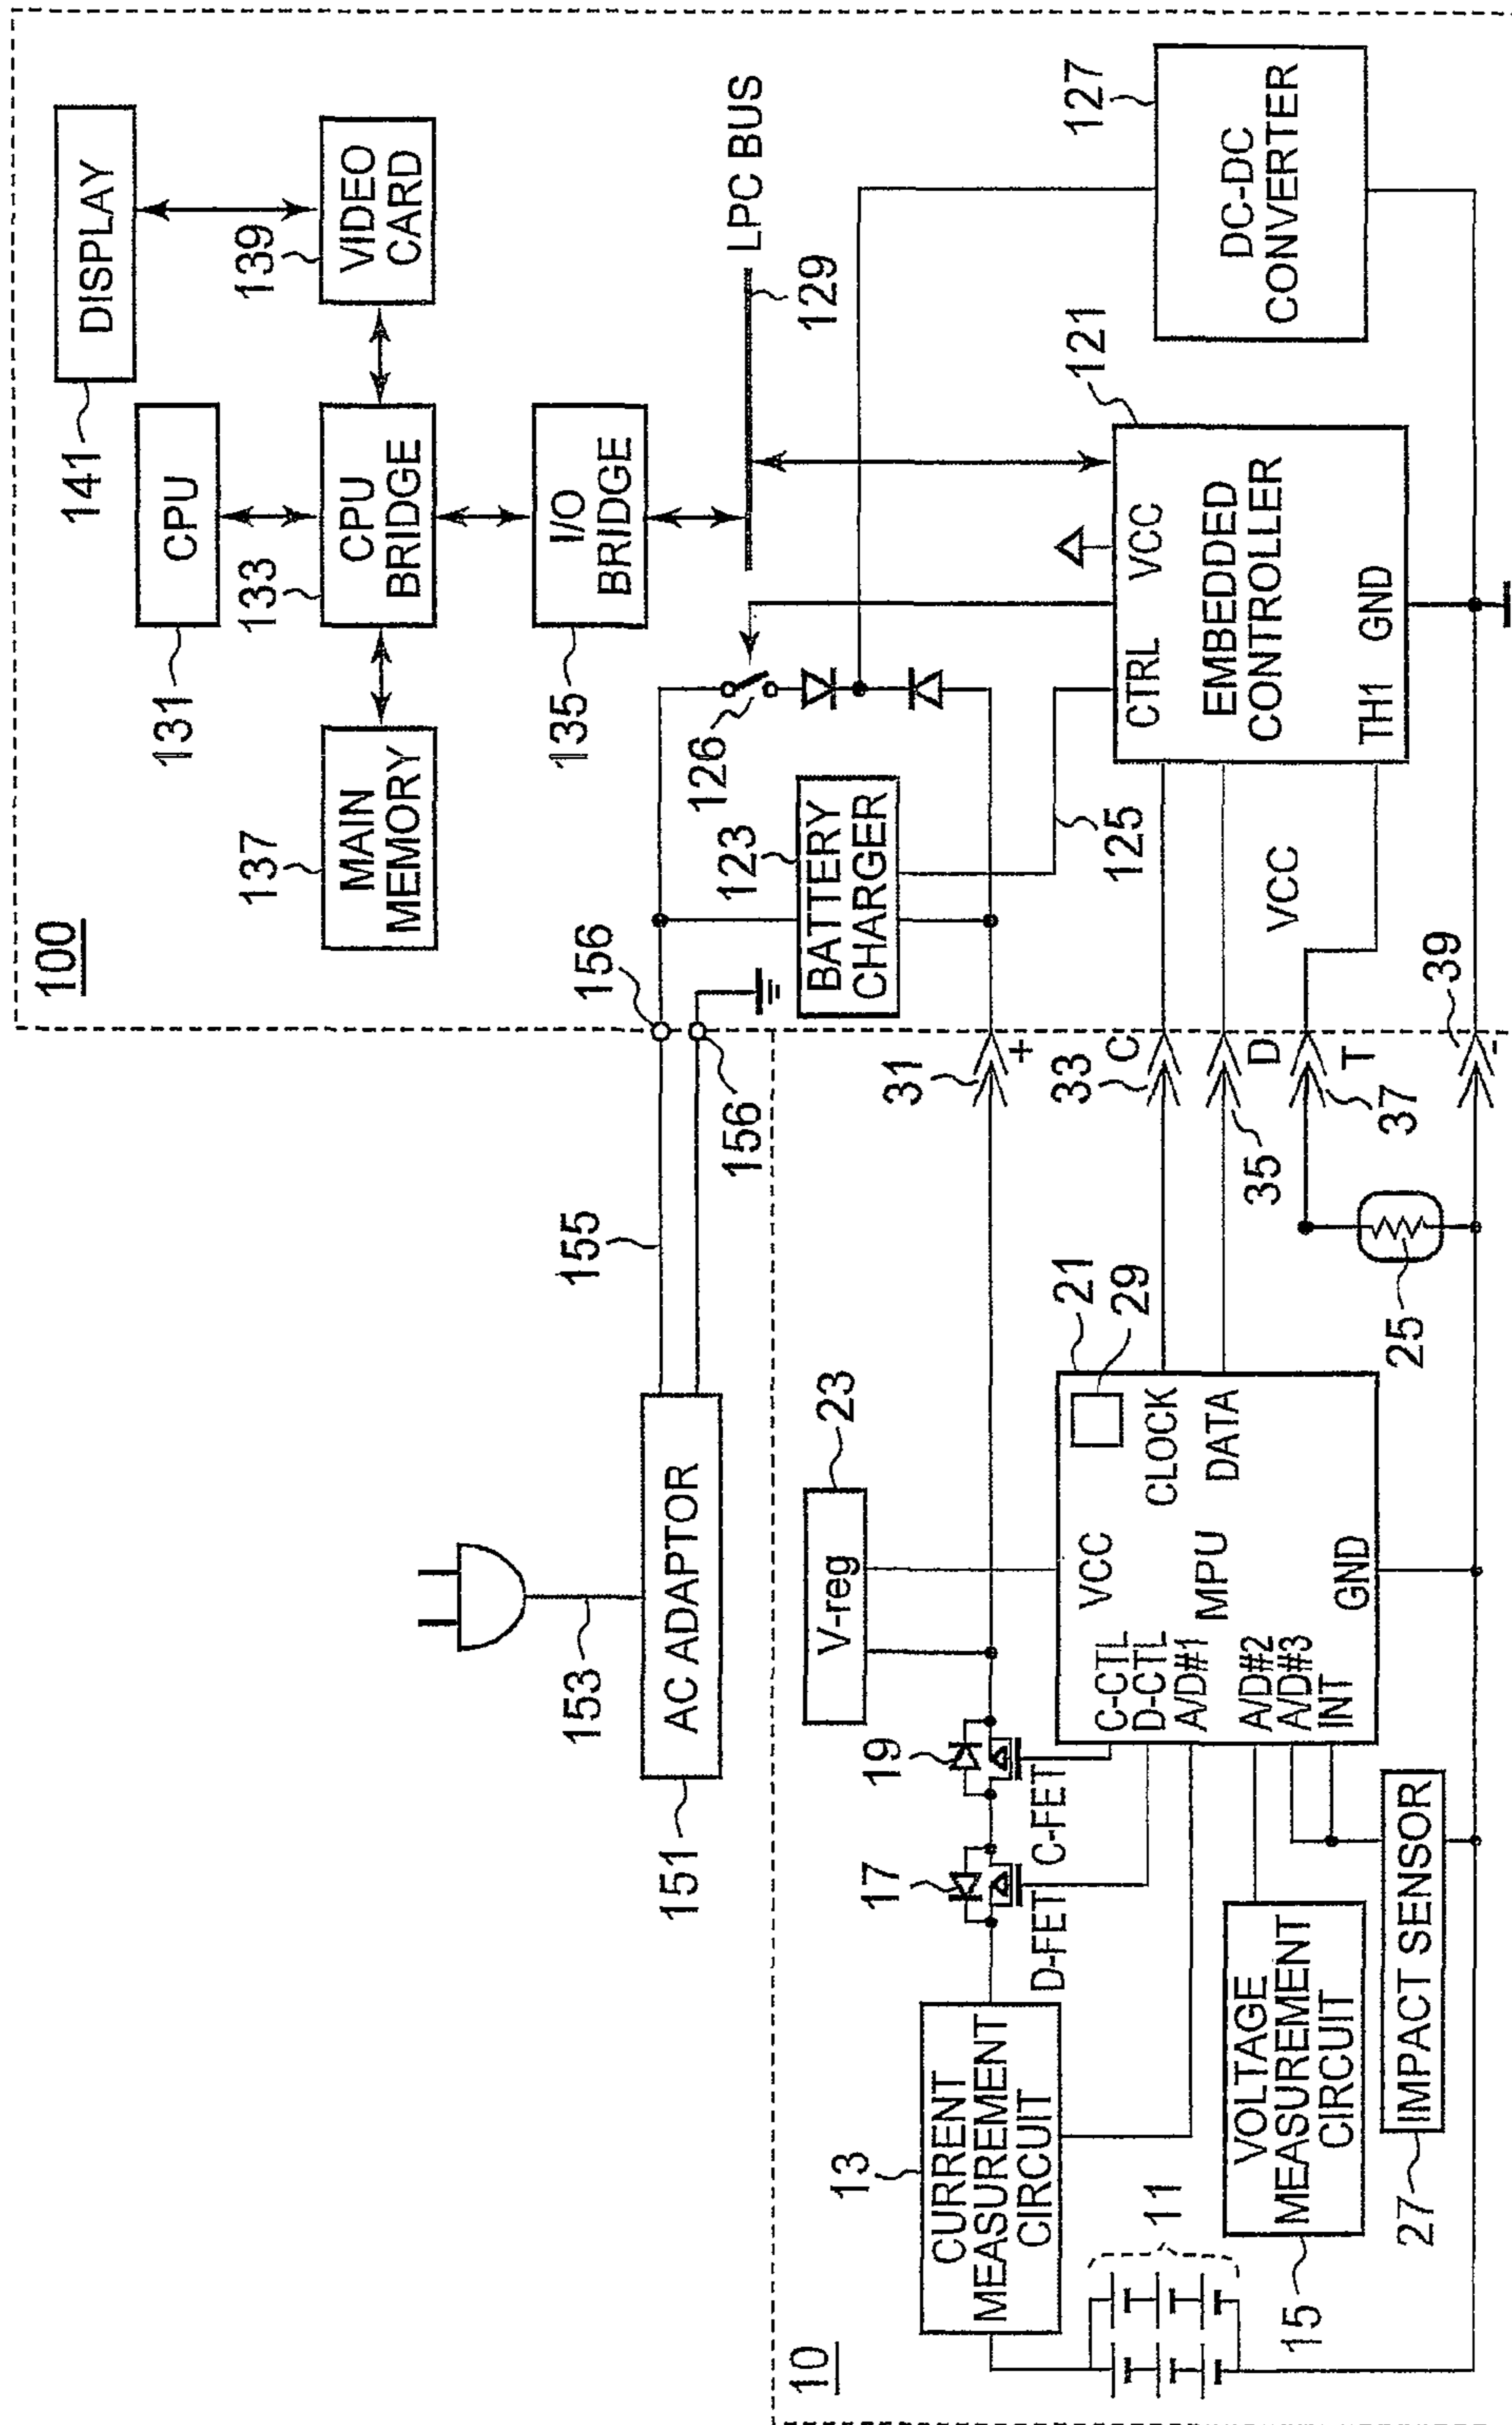 100
DISPLAY
141
CPU
131
VIDEO
CARD
139
CPU
BRIDGE
133
MAIN
MEMORY
137
I/O
BRIDGE
135
LPC BUS
129
126
BATTERY
CHARGER
123
125
DC-DC
CONVERTER
127
121
CTRL
VCC
EMBEDDED
CONTROLLER
TH1
GND
VCC
156
156
155
153
AC ADAPTOR
151
31
+
33
C
35
D
37
T
39
-
10
V-reg
23
19
17
C-FET
D-FET
CURRENT
MEASUREMENT
CIRCUIT
13
11
21
29
VCC
C-CTL
D-CTL
A/D#1
A/D#2
A/D#3
INT
MPU
CLOCK
DATA
GND
25
VOLTAGE
MEASUREMENT
CIRCUIT
15
IMPACT SENSOR
27